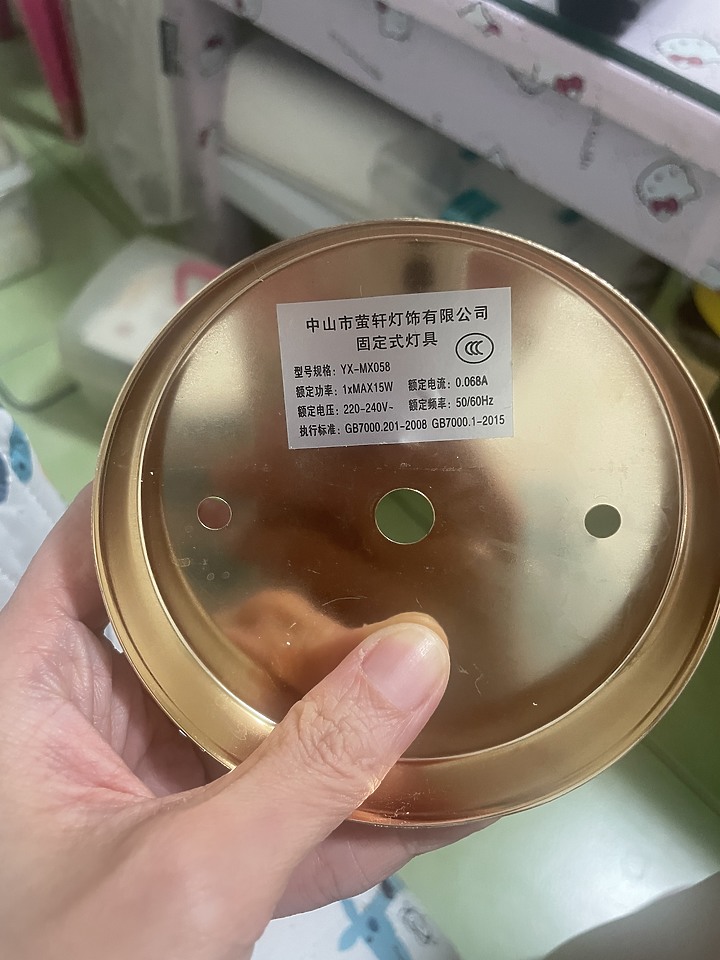 中山市萤轩灯饰有限公司
固定式灯具
CCC
型号规格: YX-MX058
额定功率: 1xMAX15W 额定电流: 0.068A
额定电压: 220-240V~ 额定频率: 50/60Hz
执行标准: GB7000.201-2008 GB7000.1-2015